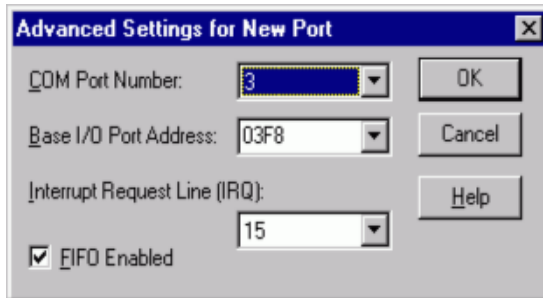 Advanced Settings for New Port
COM Port Number: 3 OK
Base I/O Port Address: 03F8 Cancel
Interrupt Request Line (IRQ): Help
15
FIFO Enabled